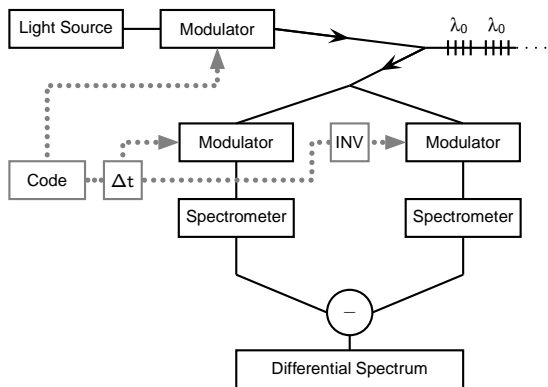 Light Source
Modulator
λ0 λ0
Modulator
INV
Modulator
Code
Δt
Spectrometer
Spectrometer
−
Differential Spectrum